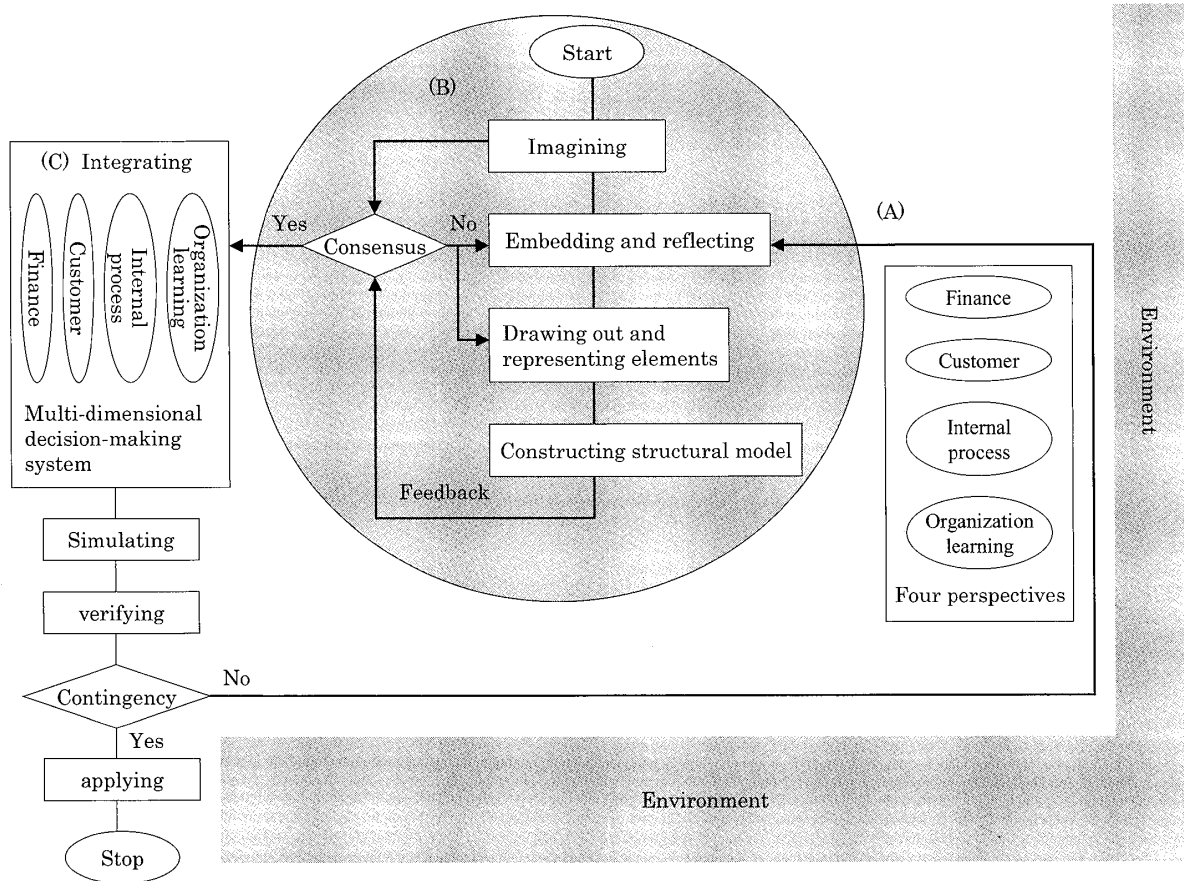 Start
(B)
Imagining
(C) Integrating
Finance
Customer
Internal
process
Organization
learning
Multi-dimensional
decision-making
system
Yes
Consensus
No
Embedding and reflecting
Drawing out and
representing elements
Constructing structural model
Feedback
(A)
Finance
Customer
Internal
process
Organization
learning
Four perspectives
Environment
Simulating
verifying
Contingency
No
Yes
applying
Stop
Environment